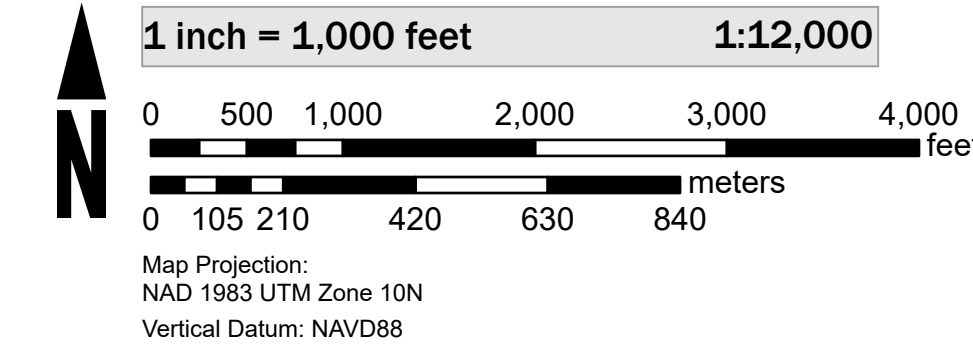 1 inch = 1,000 feet 1:12,000
N
0 500 1,000 2,000 3,000 4,000
feet
meters
0 105 210 420 630 840
Map Projection:
NAD 1983 UTM Zone 10N
Vertical Datum: NAVD88